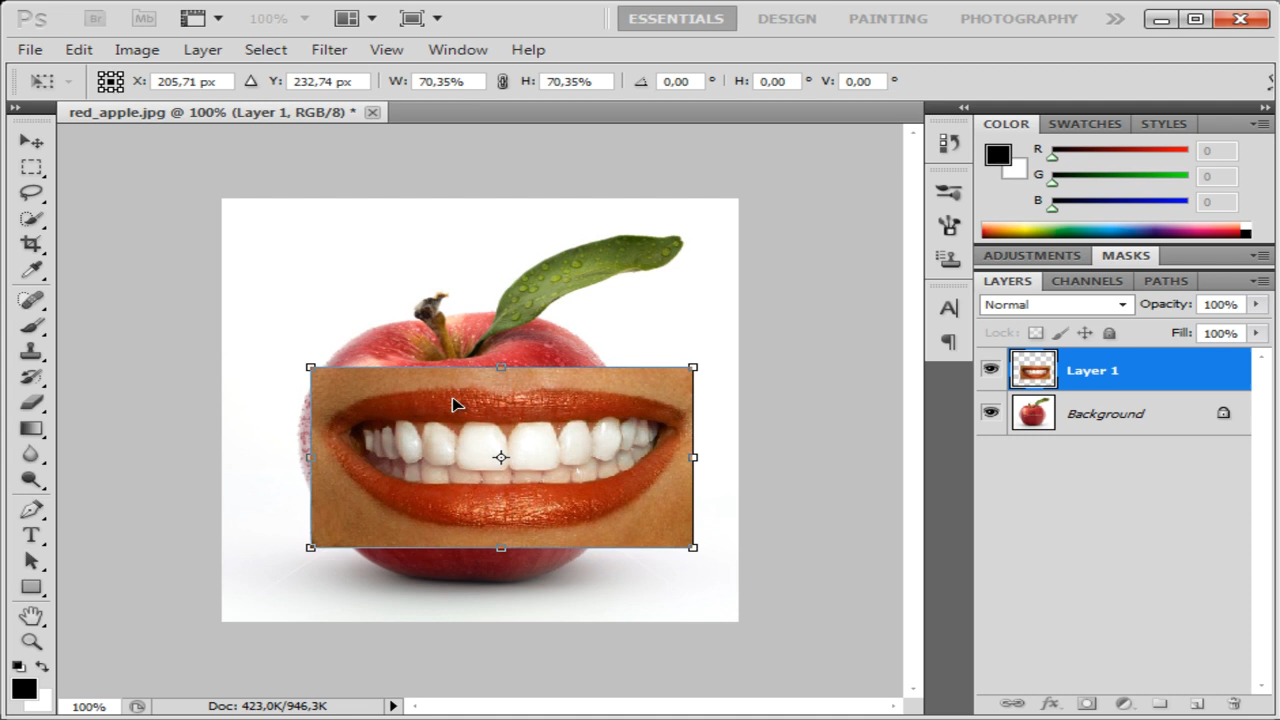 Ps Br Mb 100% ESSENTIALS DESIGN PAINTING PHOTOGRAPHY
File Edit Image Layer Select Filter View Window Help
X: 205,71 px Y: 232,74 px W: 70,35% H: 70,35% 0,00 ° H: 0,00 ° V: 0,00 °
red_apple.jpg @ 100% (Layer 1, RGB/8) *
COLOR SWATCHES STYLES
R 0
G 0
B 0
ADJUSTMENTS MASKS
LAYERS CHANNELS PATHS
Normal Opacity: 100%
Lock: Fill: 100%
Layer 1
Background
100% Doc: 423,0K/946,3K